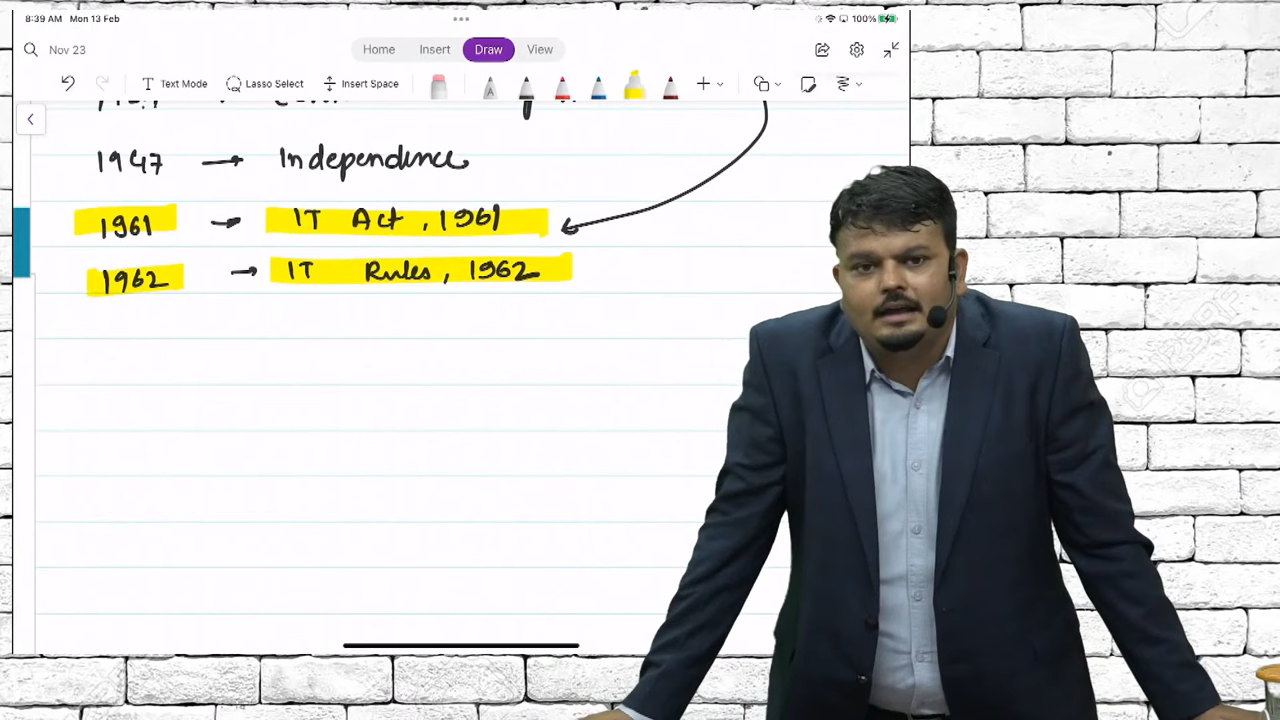 8:39 AM Mon 13 Feb
100%
Nov 23
Home Insert Draw View
Text Mode Lasso Select Insert Space
1947 → Independence
1961 → IT Act, 1961
1962 → IT Rules, 1962